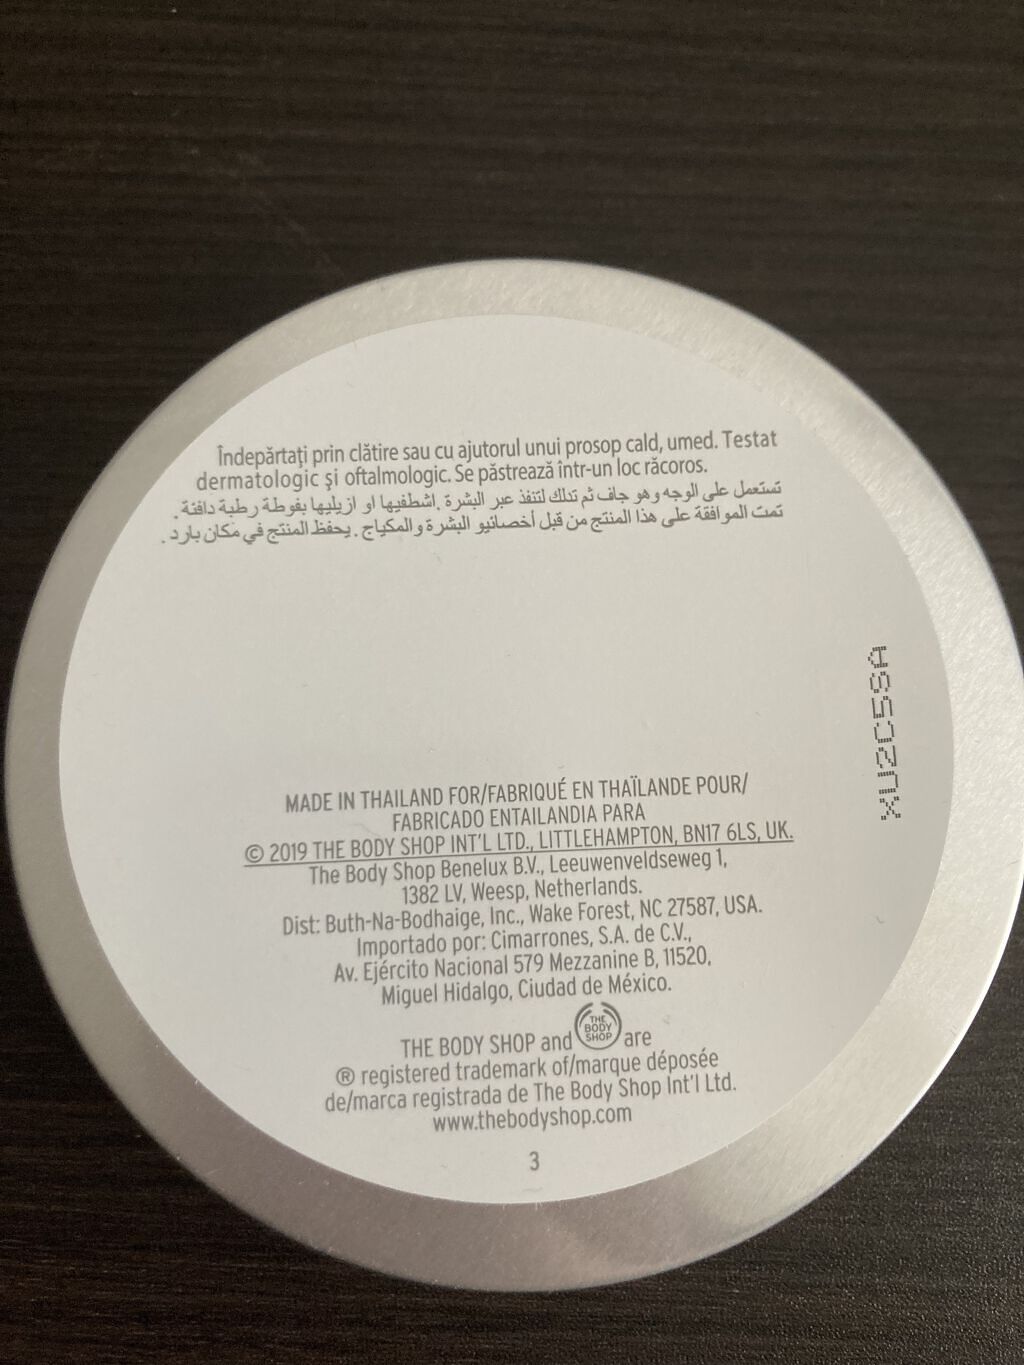 Îndepărtați prin clătire sau cu ajutorul unui prosop cald, umed. Testat
dermatologic și oftalmologic. Se păstrează într-un loc răcoros.
تستعمل على الوجه وهو جاف ثم تدلك لتنفذ عبر البشرة .اشطفيها او ازيليها بفوطة رطبة دافئة .
تمت الموافقة على هذا المنتج من قبل أخصائيو البشرة والمكياج . يحفظ المنتج في مكان بارد .
XU2C58A
MADE IN THAILAND FOR/FABRIQUÉ EN THAÏLANDE POUR/
FABRICADO ENTAILANDIA PARA
© 2019 THE BODY SHOP INT'L LTD., LITTLEHAMPTON, BN17 6LS, UK.
The Body Shop Benelux B.V., Leeuwenveldseweg 1,
1382 LV, Weesp, Netherlands.
Dist: Buth-Na-Bodhaige, Inc., Wake Forest, NC 27587, USA.
Importado por: Cimarrones, S.A. de C.V.,
Av. Ejército Nacional 579 Mezzanine B, 11520,
Miguel Hidalgo, Ciudad de México.
THE BODY SHOP and THE BODY SHOP are
® registered trademark of/marque déposée
de/marca registrada de The Body Shop Int'l Ltd.
www.thebodyshop.com
3